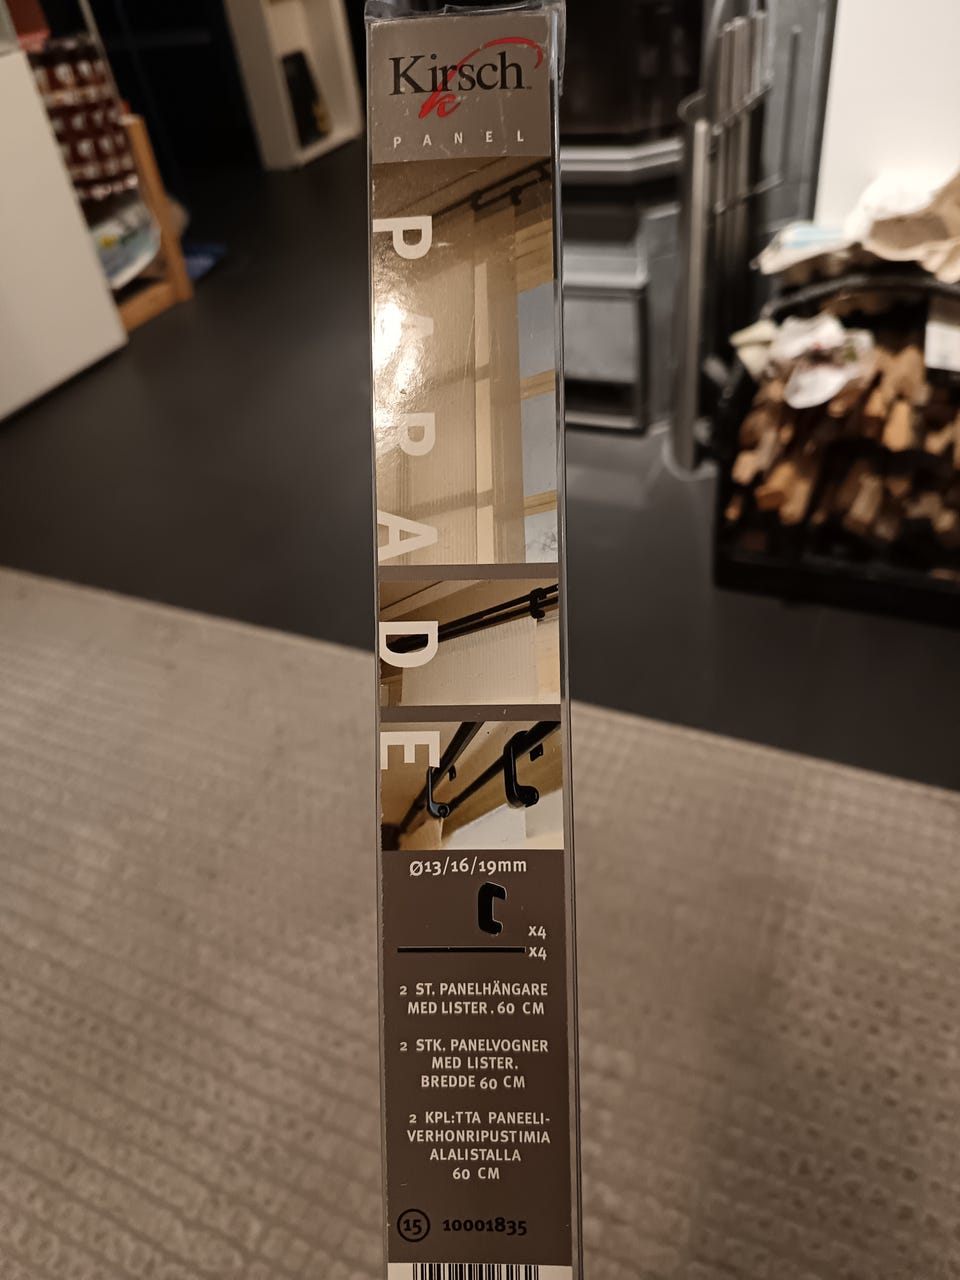 Kirsch
PANEL
PARADE
Ø13/16/19mm
x4
x4
2 ST. PANELHÄNGARE
MED LISTER. 60 CM
2 STK. PANELVOGNER
MED LISTER.
BREDDE 60 CM
2 KPL:TTA PANEELI-
VERHONRIPUSTIMIA
ALALISTALLA
60 CM
15 10001835